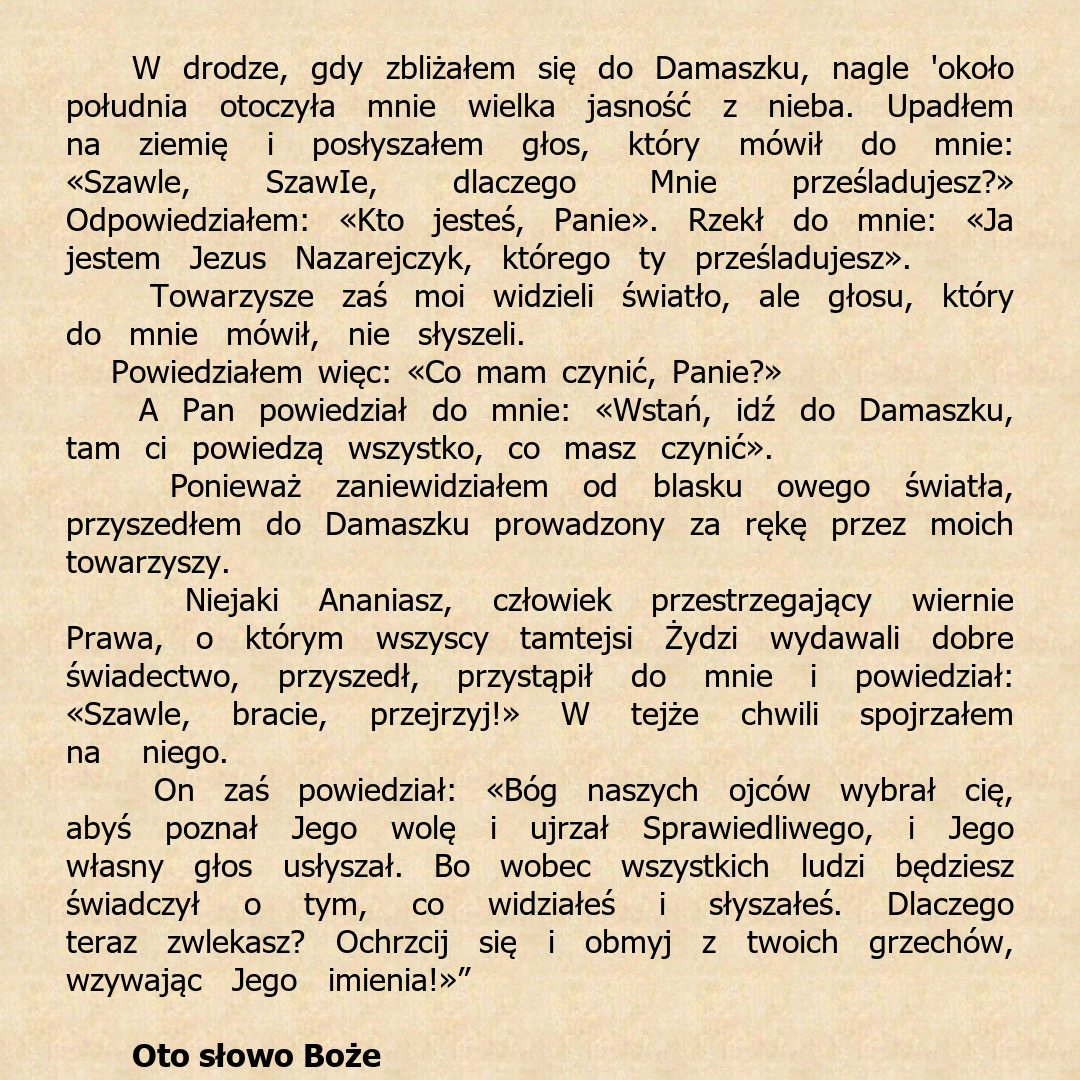 W drodze, gdy zbliżałem się do Damaszku, nagle 'około
południa otoczyła mnie wielka jasność z nieba. Upadłem
na ziemię i posłyszałem głos, który mówił do mnie:
«Szawle, SzawIe, dlaczego Mnie prześladujesz?»
Odpowiedziałem: «Kto jesteś, Panie». Rzekł do mnie: «Ja
jestem Jezus Nazarejczyk, którego ty prześladujesz».
Towarzysze zaś moi widzieli światło, ale głosu, który
do mnie mówił, nie słyszeli.
Powiedziałem więc: «Co mam czynić, Panie?»
A Pan powiedział do mnie: «Wstań, idź do Damaszku,
tam ci powiedzą wszystko, co masz czynić».
Ponieważ zaniewidziałem od blasku owego światła,
przyszedłem do Damaszku prowadzony za rękę przez moich
towarzyszy.
Niejaki Ananiasz, człowiek przestrzegający wiernie
Prawa, o którym wszyscy tamtejsi Żydzi wydawali dobre
świadectwo, przyszedł, przystąpił do mnie i powiedział:
«Szawle, bracie, przejrzyj!» W tejże chwili spojrzałem
na niego.
On zaś powiedział: «Bóg naszych ojców wybrał cię,
abyś poznał Jego wolę i ujrzał Sprawiedliwego, i Jego
własny głos usłyszał. Bo wobec wszystkich ludzi będziesz
świadczył o tym, co widziałeś i słyszałeś. Dlaczego
teraz zwlekasz? Ochrzcij się i obmyj z twoich grzechów,
wzywając Jego imienia!»”
Oto słowo Boże